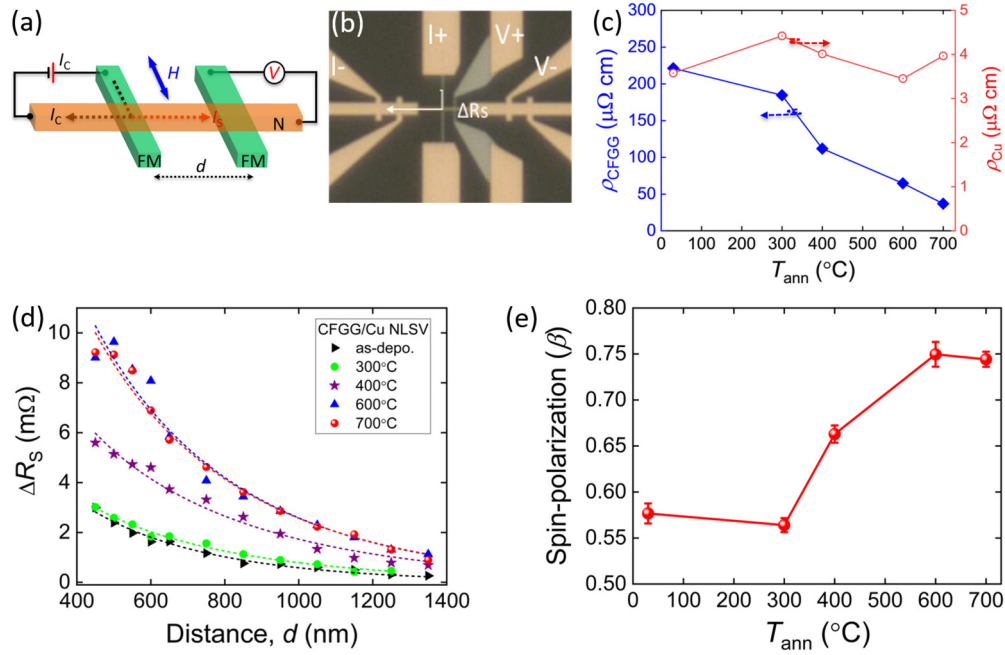 (a)
I_C
H
V
I_C
I_S
N
FM
FM
d
(b)
I+
V+
I-
V-
ΔRs
(c)
300
250
200
150
100
50
0
ρ_CFGG (μΩ cm)
5
4
3
2
1
0
ρ_Cu (μΩ cm)
0 100 200 300 400 500 600 700
T_ann (°C)
(d)
10
8
6
4
2
0
ΔR_S (mΩ)
CFGG/Cu NLSV
as-depo.
300°C
400°C
600°C
700°C
400 600 800 1000 1200 1400
Distance, d (nm)
(e)
0.80
0.75
0.70
0.65
0.60
0.55
0.50
Spin-polarization (β)
0 100 200 300 400 500 600 700
T_ann (°C)